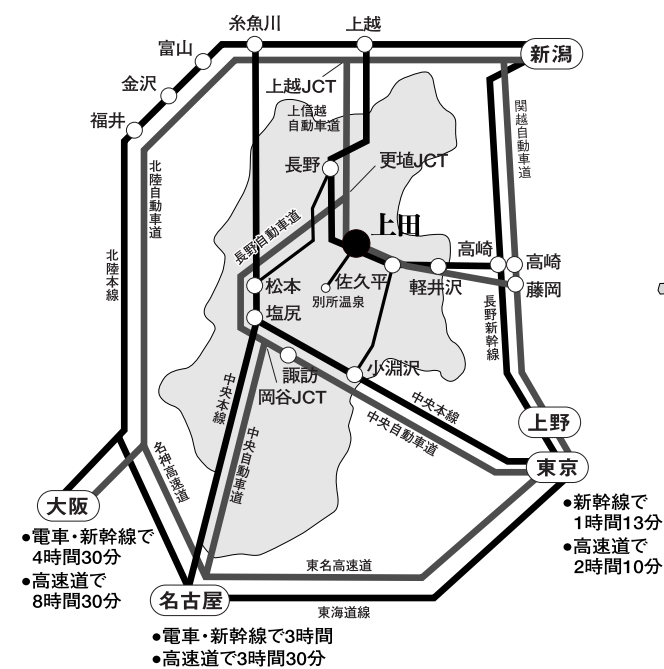 糸魚川
上越
富山
新潟
金沢
上越JCT
福井
上信越
自動車道
関越自動車道
長野
更埴JCT
北陸自動車道
上田
長野自動車道
高崎
高崎
北陸本線
松本
佐久平
軽井沢
藤岡
別所温泉
塩尻
長野新幹線
諏訪
小淵沢
岡谷JCT
中央本線
中央本線
中央自動車道
上野
中央自動車道
名神高速道
東京
大阪
●新幹線で
1時間13分
●高速道で
2時間10分
●電車・新幹線で
4時間30分
●高速道で
8時間30分
東名高速道
名古屋
東海道線
●電車・新幹線で3時間
●高速道で3時間30分